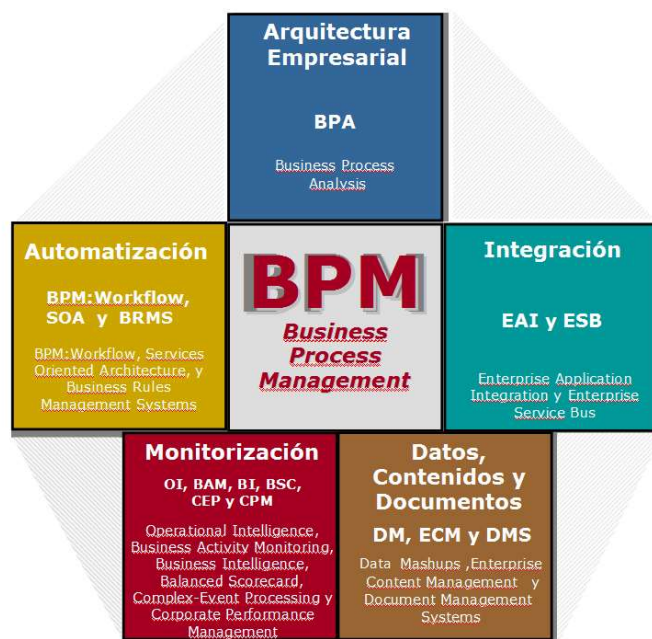 Arquitectura
Empresarial
BPA
Business Process
Analysis
Automatización
BPM:Workflow,
SOA y BRMS
BPM:Workflow, Services
Oriented Architecture, y
Business Rules
Management Systems
BPM
Business
Process
Management
Integración
EAI y ESB
Enterprise Application
Integration y Enterprise
Service Bus
Monitorización
OI, BAM, BI, BSC,
CEP y CPM
Operational Intelligence,
Business Activity Monitoring,
Business Intelligence,
Balanced Scorecard,
Complex-Event Processing y
Corporate Performance
Management
Datos,
Contenidos y
Documentos
DM, ECM y DMS
Data Mashups ,Enterprise
Content Management y
Document Management
Systems